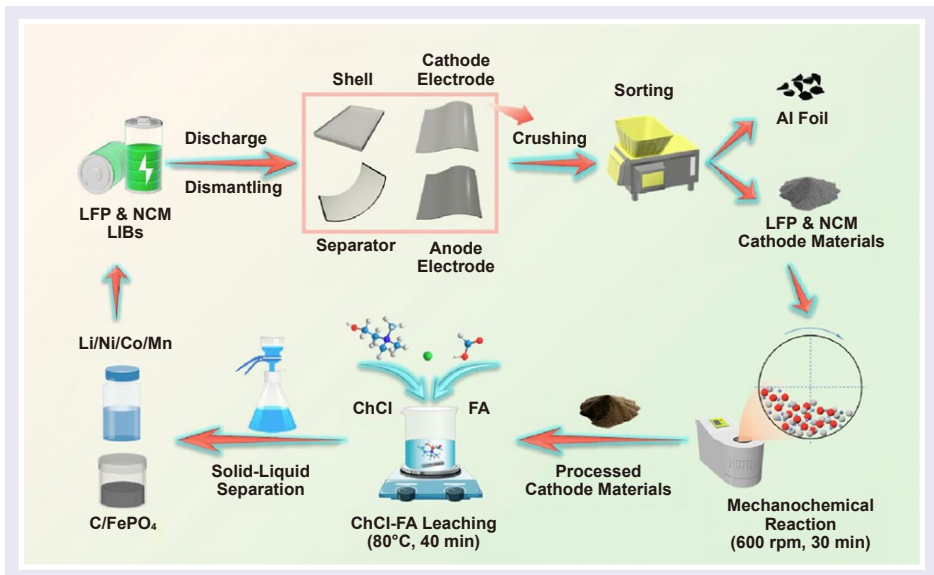 Cathode
Electrode
Shell
Sorting
Al Foil
Discharge
Dismantling
Crushing
LFP & NCM
LIBs
Separator
Anode
Electrode
LFP & NCM
Cathode Materials
Li/Ni/Co/Mn
ChCl
FA
Solid-Liquid
Separation
Processed
Cathode Materials
C/FePO₄
ChCl-FA Leaching
(80°C, 40 min)
Mechanochemical
Reaction
(600 rpm, 30 min)